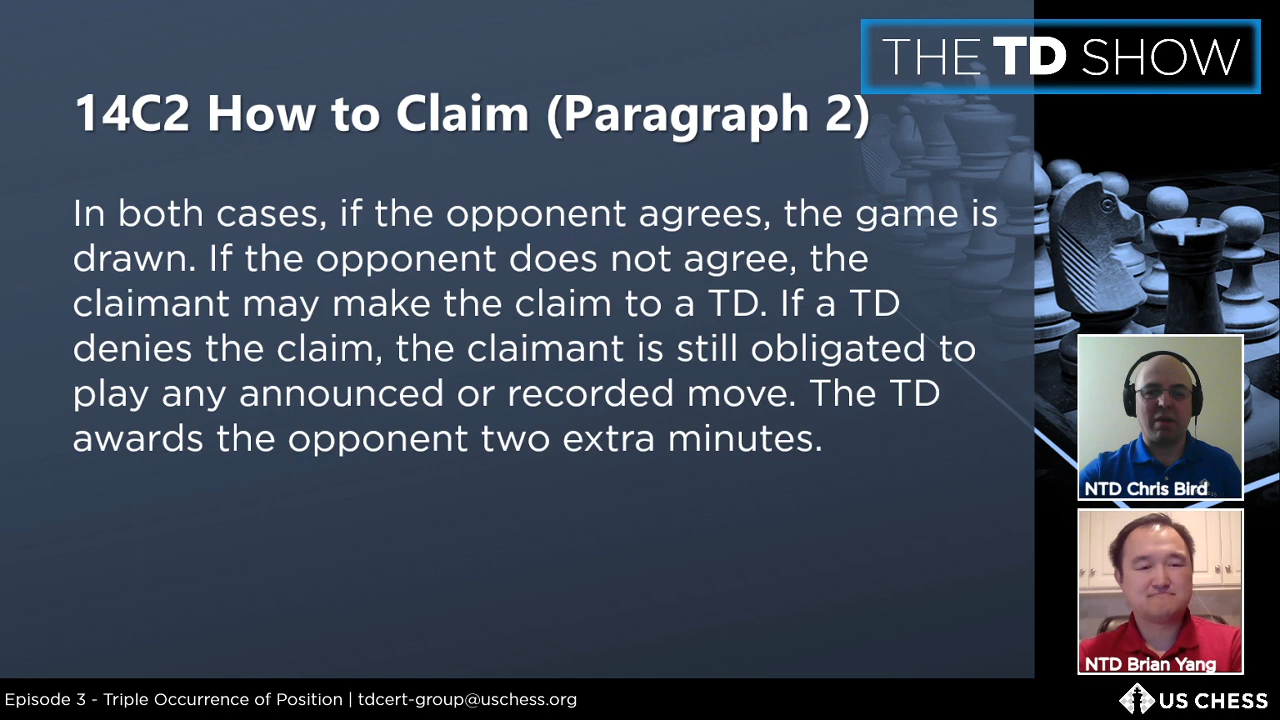 THE TD SHOW
14C2 How to Claim (Paragraph 2)
In both cases, if the opponent agrees, the game is
drawn. If the opponent does not agree, the
claimant may make the claim to a TD. If a TD
denies the claim, the claimant is still obligated to
play any announced or recorded move. The TD
awards the opponent two extra minutes.
NTD Chris Bird
NTD Brian Yang
Episode 3 - Triple Occurrence of Position | tdcert-group@uschess.org
US CHESS